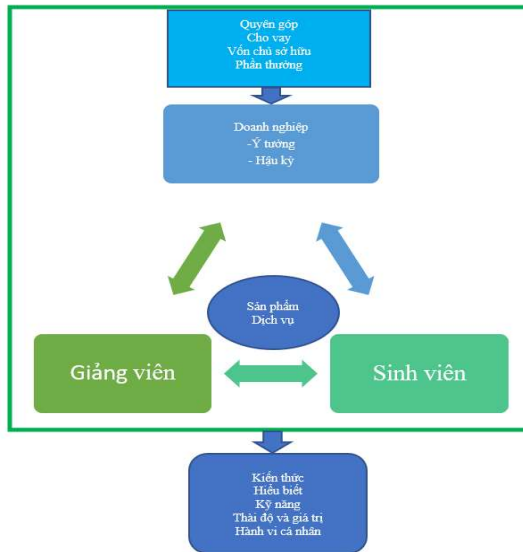 Quyên góp
Cho vay
Vốn chủ sở hữu
Phần thưởng
Doanh nghiệp
-Ý tưởng
- Hậu kỳ
Sản phẩm
Dịch vụ
Giảng viên
Sinh viên
Kiến thức
Hiểu biết
Kỹ năng
Thái độ và giá trị
Hành vi cá nhân